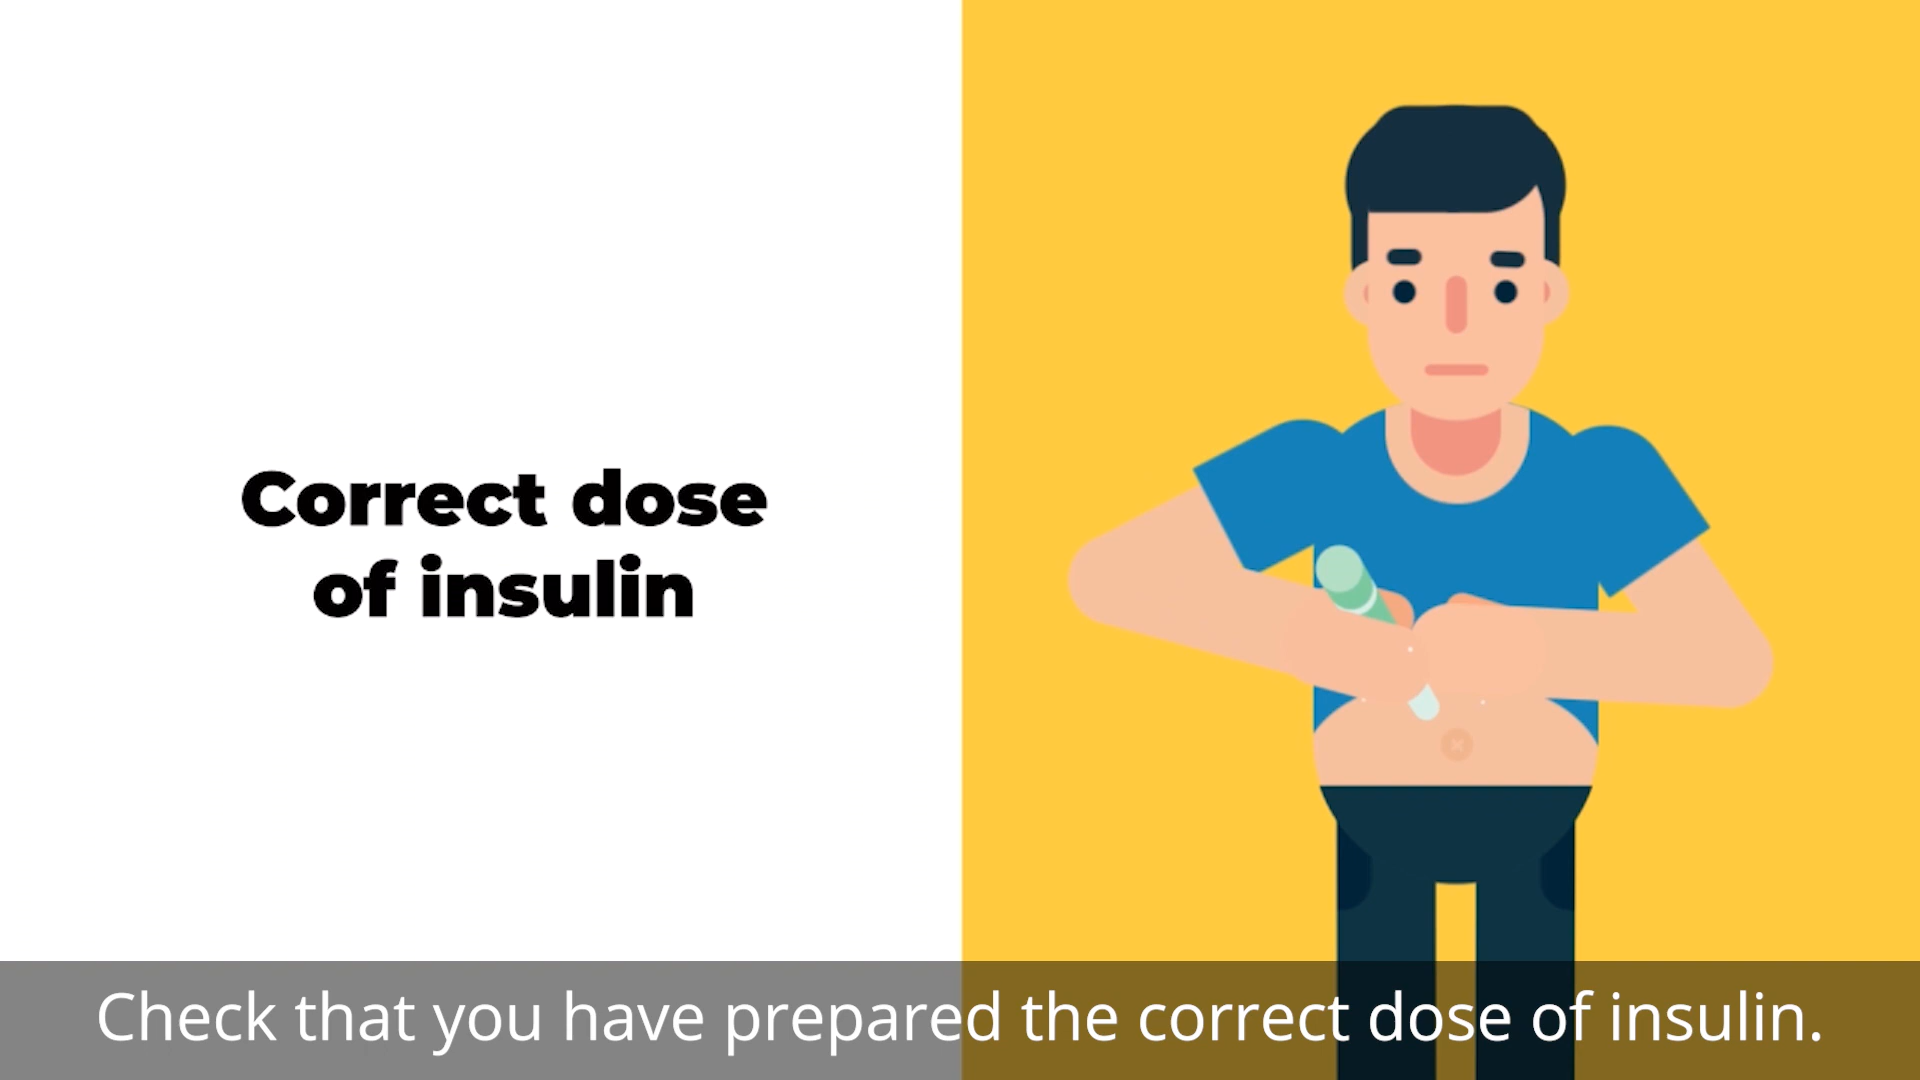 Correct dose
of insulin
Check that you have prepared the correct dose of insulin.